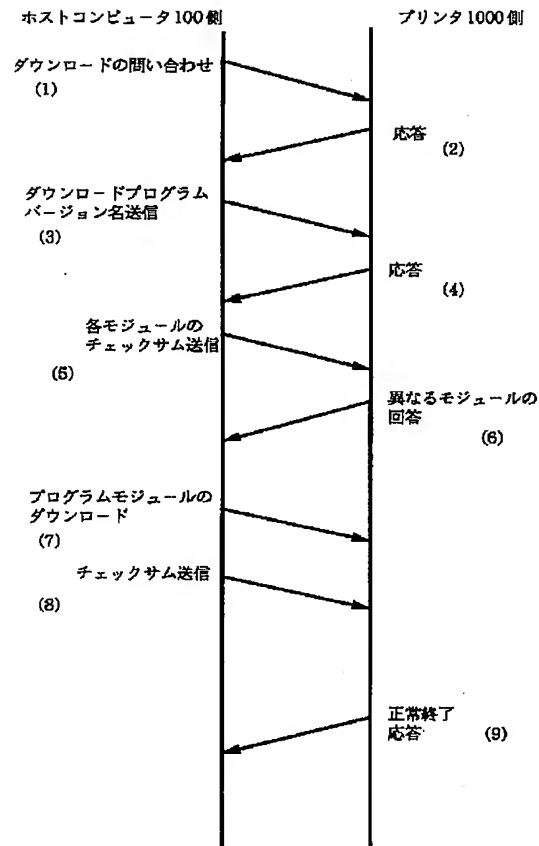 ホストコンピュータ100側
プリンタ1000側
ダウンロードの問い合わせ
(1)
応答
(2)
ダウンロードプログラム
バージョン名送信
(3)
応答
(4)
各モジュールの
チェックサム送信
(5)
異なるモジュールの
回答
(6)
プログラムモジュールの
ダウンロード
(7)
チェックサム送信
(8)
正常終了
応答
(9)